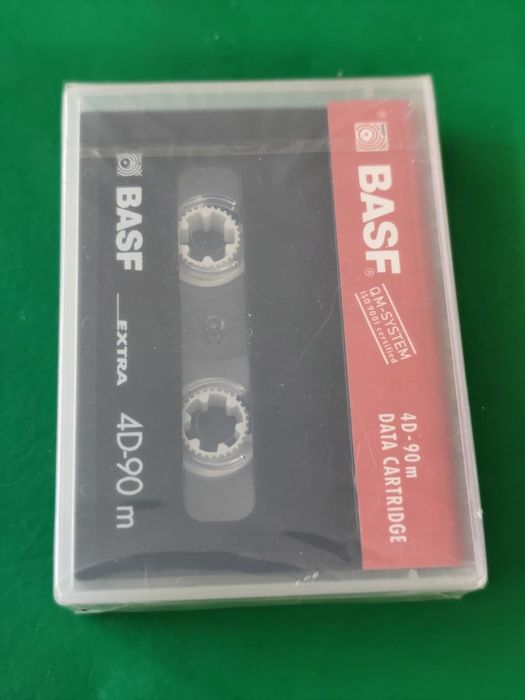 BASF®
QM-SYSTEM
ISO 9001 certified
4D-90 m
DATA CARTRIDGE
BASF
EXTRA
4D-90 m